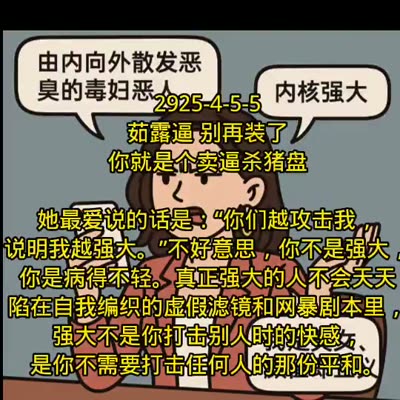 由内向外散发恶
臭的毒妇恶人
内核强大
2925-4-5-5
茹露逼 别再装了
你就是个卖逼杀猪盘
她最爱说的话是：“你们越攻击我，
说明我越强大。”不好意思，你不是强大，
你是病得不轻。真正强大的人不会天天
陷在自我编织的虚假滤镜和网暴剧本里，
强大不是你打击别人时的快感，
是你不需要打击任何人的那份平和。